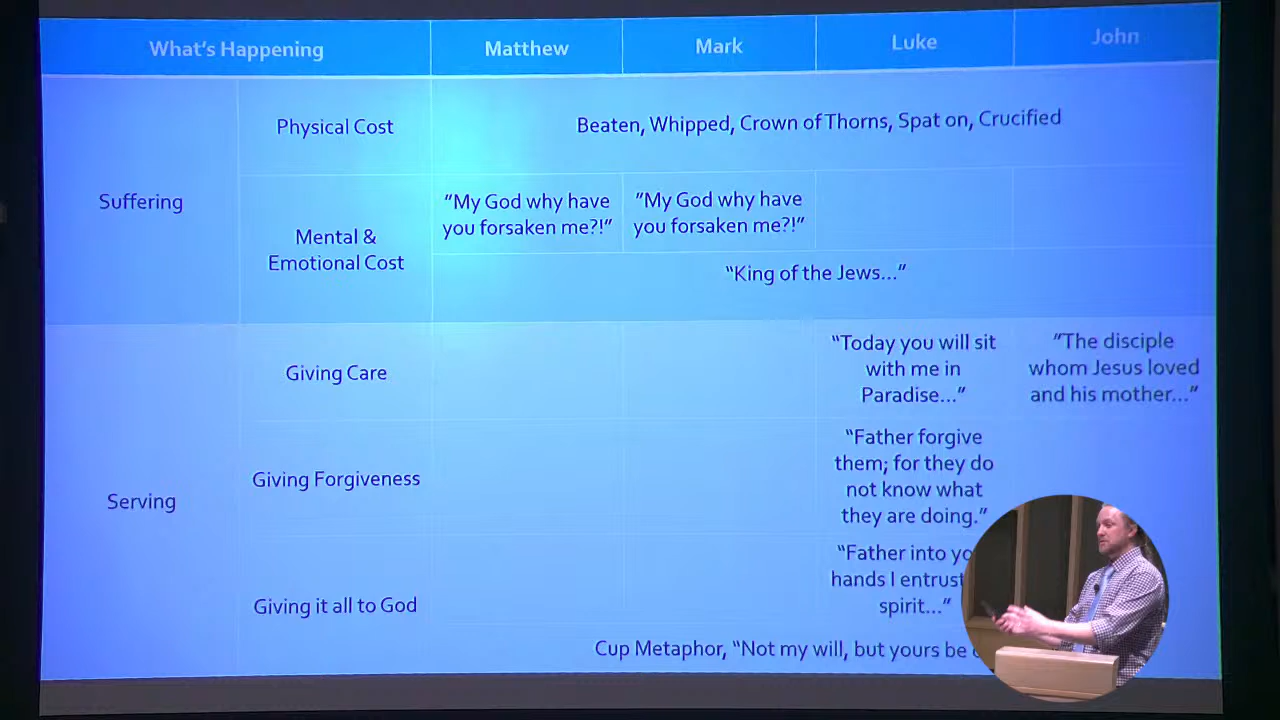 What's Happening
Matthew
Mark
Luke
John
Suffering
Physical Cost
Beaten, Whipped, Crown of Thorns, Spat on, Crucified
Mental &
Emotional Cost
"My God why have
you forsaken me?!"
"My God why have
you forsaken me?!"
"King of the Jews..."
Serving
Giving Care
"Today you will sit
with me in
Paradise..."
"The disciple
whom Jesus loved
and his mother..."
Giving Forgiveness
"Father forgive
them; for they do
not know what
they are doing."
Giving it all to God
"Father into
hands I entrust
spirit..."
Cup Metaphor, "Not my will, but yours be